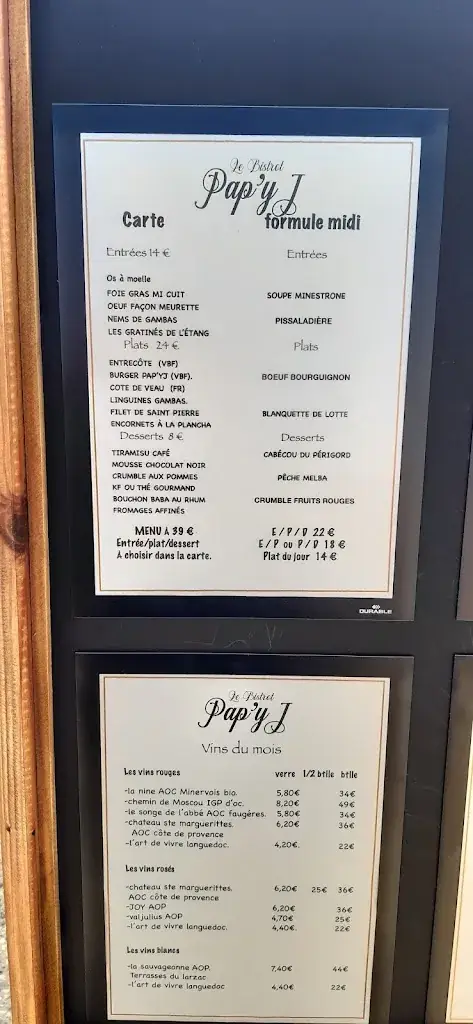 Le Bistrot
Pap'y J
Carte
Entrées 14 €
Os à moelle
FOIE GRAS MI CUIT
OEUF FAÇON MEURETTE
NEMS DE GAMBAS
LES GRATINÉS DE L'ÉTANG
Plats 24 €
ENTRECÔTE (VBF)
BURGER PAP'YJ (VBF).
COTE DE VEAU (FR)
LINGUINES GAMBAS.
FILET DE SAINT PIERRE
ENCORNETS À LA PLANCHA
Desserts 8 €
TIRAMISU CAFÉ
MOUSSE CHOCOLAT NOIR
CRUMBLE AUX POMMES
KF OU THÉ GOURMAND
BOUCHON BABA AU RHUM
FROMAGES AFFINÉS
MENU À 39 €
Entrée/plat/dessert
À choisir dans la carte.
formule midi
Entrées
SOUPE MINESTRONE
PISSALADIÈRE
Plats
BOEUF BOURGUIGNON
BLANQUETTE DE LOTTE
Desserts
CABÉCOU DU PÉRIGORD
PÊCHE MELBA
CRUMBLE FRUITS ROUGES
E / P / D 22 €
E / P ou P / D 18 €
Plat du jour 14 €
DURABLE
Le Bistrot
Pap'y J
Vins du mois
Les vins rouges verre 1/2 btlle btlle
-la nine AOC Minervois bio. 5,80€ 34€
-chemin de Moscou IGP d'oc. 8,20€ 49€
-le songe de l'abbé AOC faugères. 5,80€ 34€
-chateau ste marguerittes. 6,20€ 36€
AOC côte de provence
-l'art de vivre languedoc. 4,20€. 22€
Les vins rosés
-chateau ste marguerittes. 6,20€ 25€ 36€
AOC côte de provence
-JOY AOP 6,20€ 36€
-valjulius AOP 4,70€ 25€
-l'art de vivre languedoc. 4,40€. 22€
Les vins blancs
-la sauvageonne AOP. 7,40€ 44€
Terrasses du larzac
-l'art de vivre languedoc 4,40€ 22€